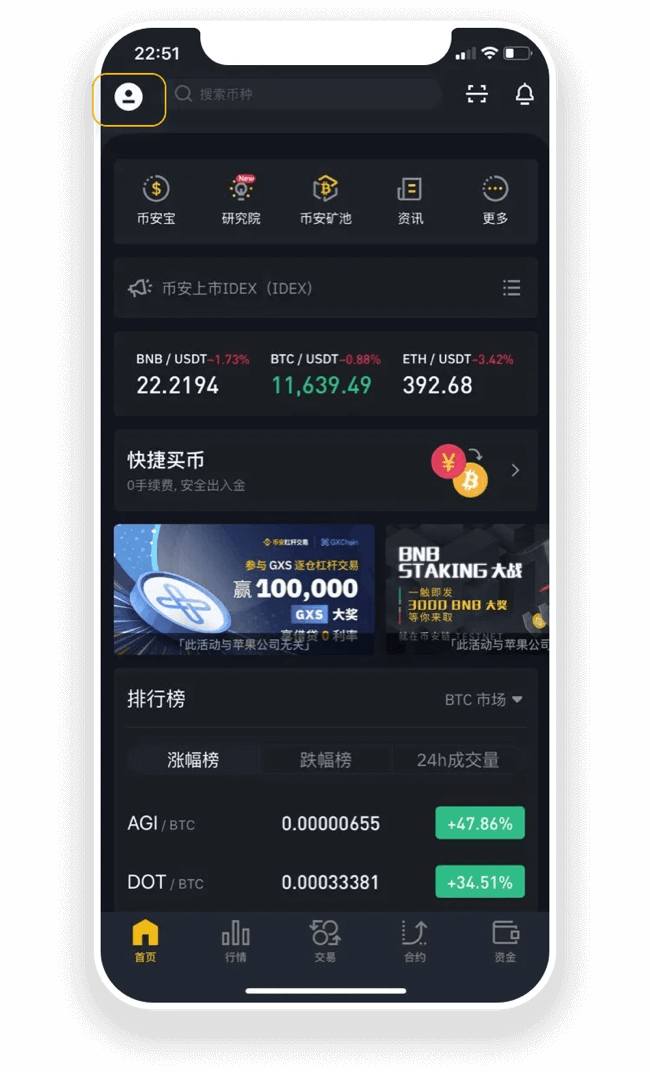 22:51
搜索币种
New
币安宝
研究院
币安矿池
资讯
更多
币安上市IDEX（IDEX）
BNB / USDT-1.73%
BTC / USDT-0.88%
ETH / USDT-3.42%
22.2194
11,639.49
392.68
快捷买币
0手续费, 安全出入金
币安杠杆交易
GXChain
参与 GXS 逐仓杠杆交易
赢 100,000
GXS 大奖
享借贷 0 利率
「此活动与苹果公司无关」
BNB
STAKING 大战
一触即发
3000 BNB 大奖
等你来取
就在币安链 TESTNET
「此活动与苹果公司
排行榜
BTC 市场
涨幅榜
跌幅榜
24h成交量
AGI / BTC
0.00000655
+47.86%
DOT / BTC
0.00033381
+34.51%
首页
行情
交易
合约
资金